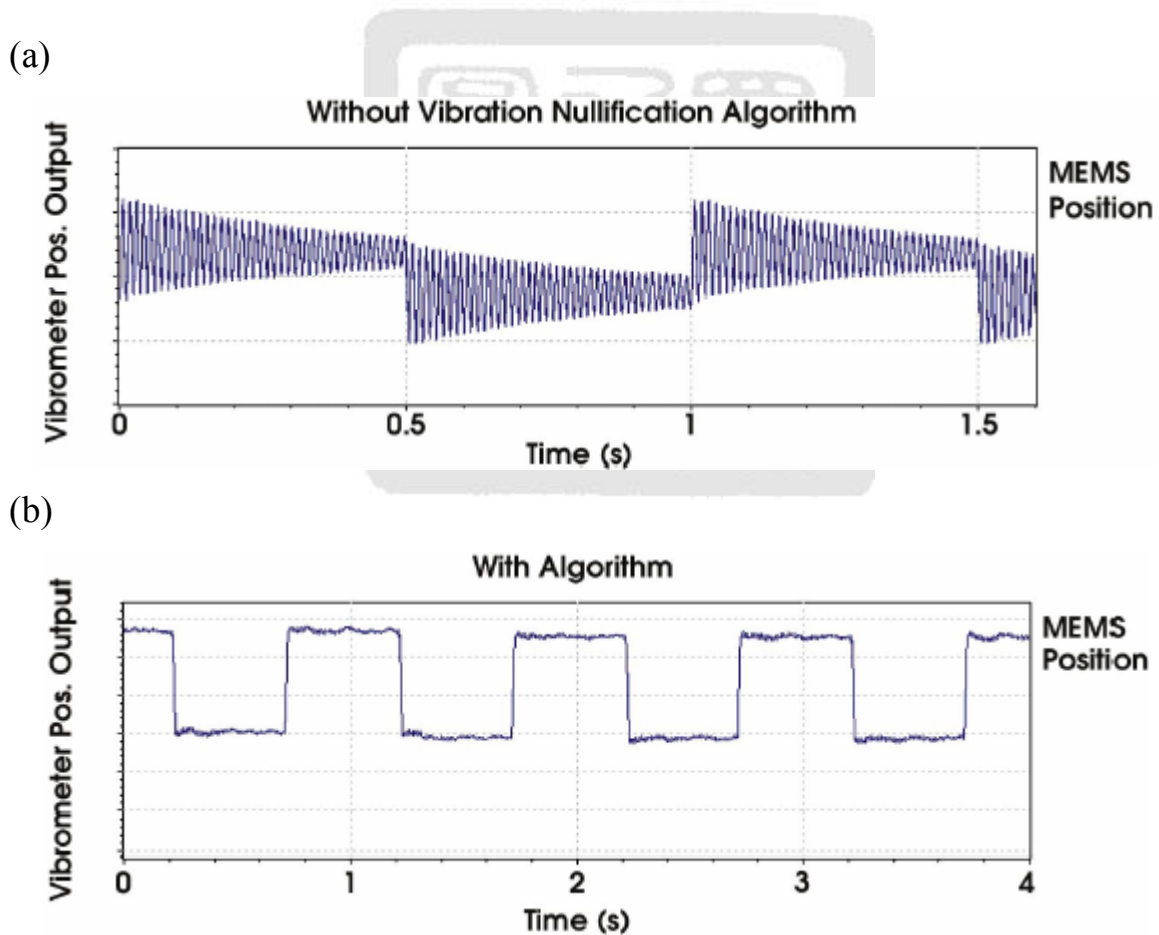 (a)
Without Vibration Nullification Algorithm
Vibrometer Pos. Output
MEMS
Position
0 0.5 1 1.5
Time (s)
(b)
With Algorithm
Vibrometer Pos. Output
MEMS
Position
0 1 2 3 4
Time (s)